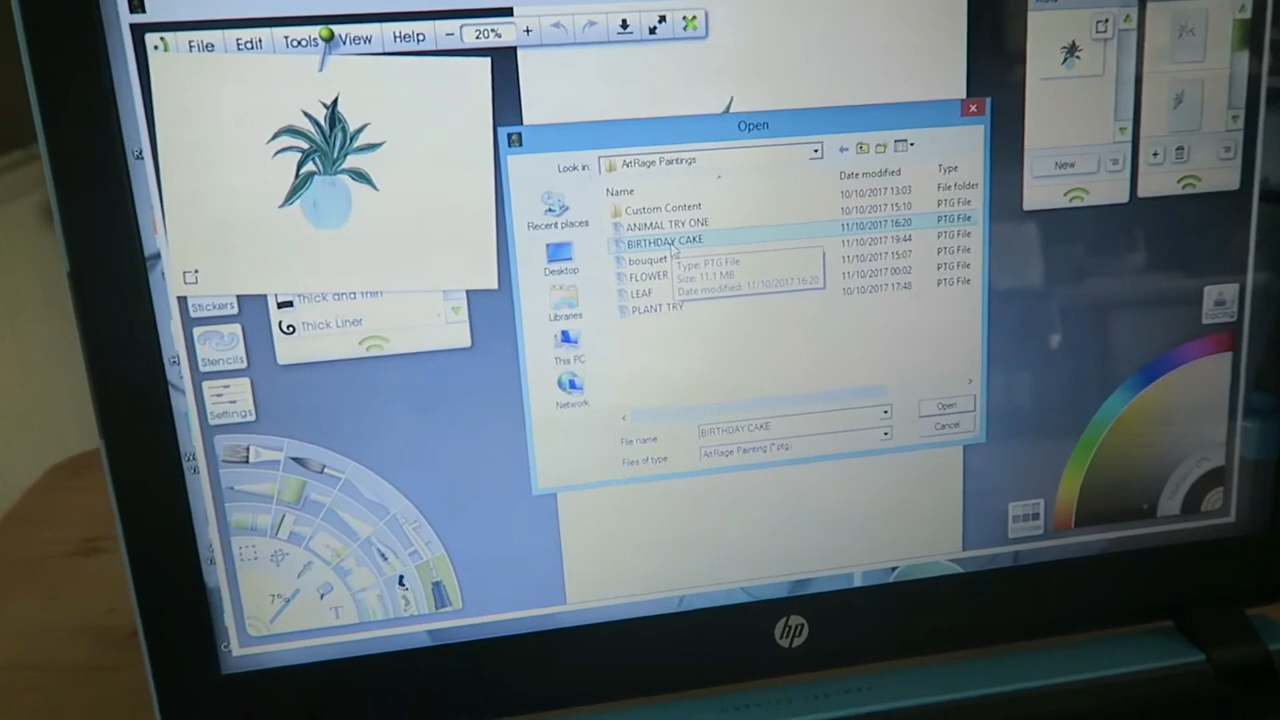 File Edit Tools View Help − 20% +
Open
Look in: ArtRage Paintings
Name Date modified Type
Custom Content 10/10/2017 13:03 File folder
ANIMAL TRY ONE 10/10/2017 15:10 PTG File
BIRTHDAY CAKE 11/10/2017 16:20 PTG File
bouquet 11/10/2017 19:44 PTG File
FLOWER 11/10/2017 15:07 PTG File
LEAF 11/10/2017 00:02 PTG File
PLANT TRY 10/10/2017 17:48 PTG File
Type: PTG File
Size: 11.1 MB
Date modified: 11/10/2017 16:20
Recent places
Desktop
Libraries
This PC
Network
File name BIRTHDAY CAKE Open
Files of type ArtRage Painting (*.ptg) Cancel
New
Stickers
Stencils
Settings
Thick and Thin
Thick Liner
Tracing
7%
T
hp